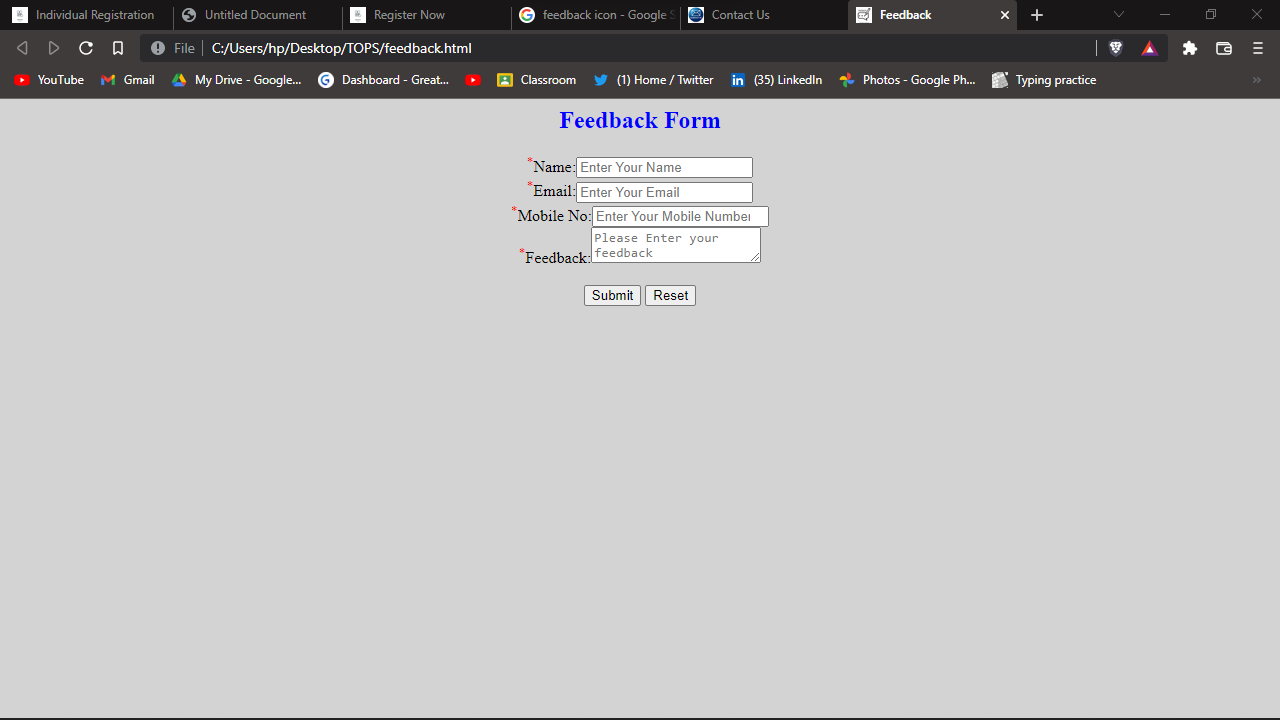 Individual Registration Untitled Document Register Now feedback icon - Google S Contact Us Feedback
File C:/Users/hp/Desktop/TOPS/feedback.html
YouTube Gmail My Drive - Google... Dashboard - Great... Classroom (1) Home / Twitter (35) LinkedIn Photos - Google Ph... Typing practice
Feedback Form
*Name: Enter Your Name
*Email: Enter Your Email
*Mobile No: Enter Your Mobile Number
*Feedback: Please Enter your
feedback
Submit Reset